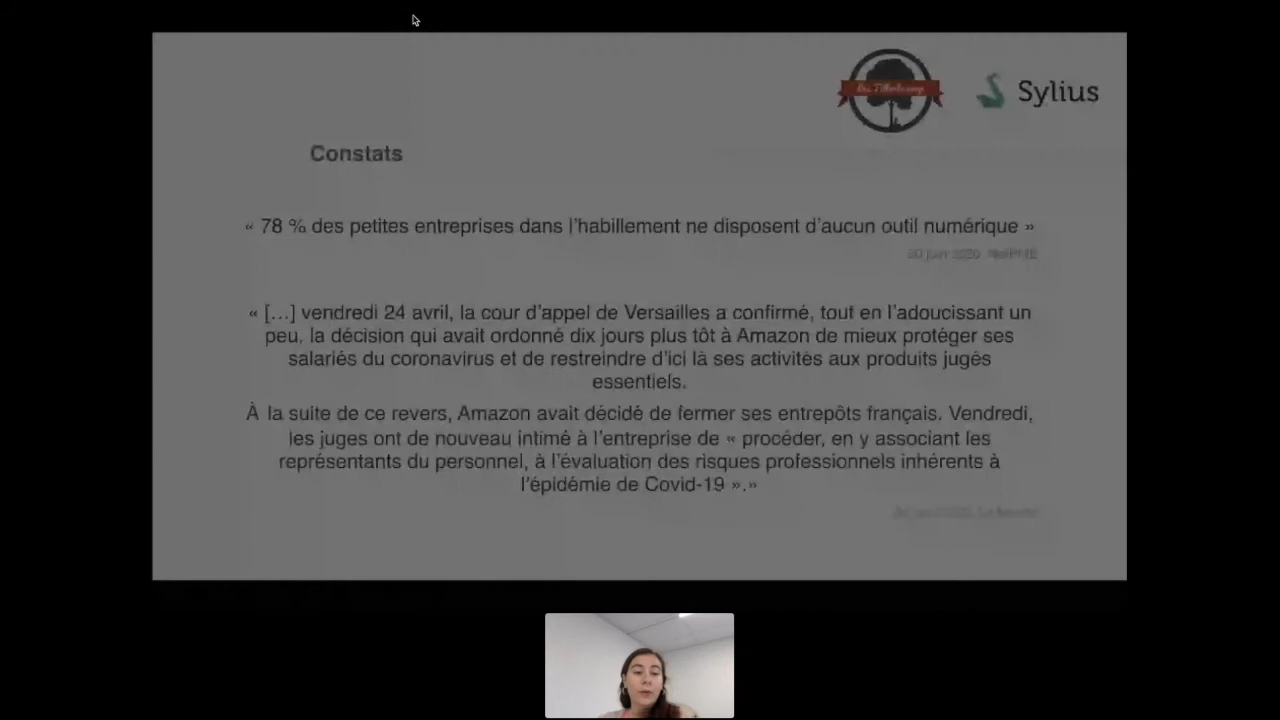 Sylius
Constats
« 78 % des petites entreprises dans l’habillement ne disposent d’aucun outil numérique »
« […] vendredi 24 avril, la cour d’appel de Versailles a confirmé, tout en l’adoucissant un
peu, la décision qui avait ordonné dix jours plus tôt à Amazon de mieux protéger ses
salariés du coronavirus et de restreindre d’ici là ses activités aux produits jugés
essentiels.
À la suite de ce revers, Amazon avait décidé de fermer ses entrepôts français. Vendredi,
les juges ont de nouveau intimé à l’entreprise de « procéder, en y associant les
représentants du personnel, à l’évaluation des risques professionnels inhérents à
l’épidémie de Covid-19 ».»